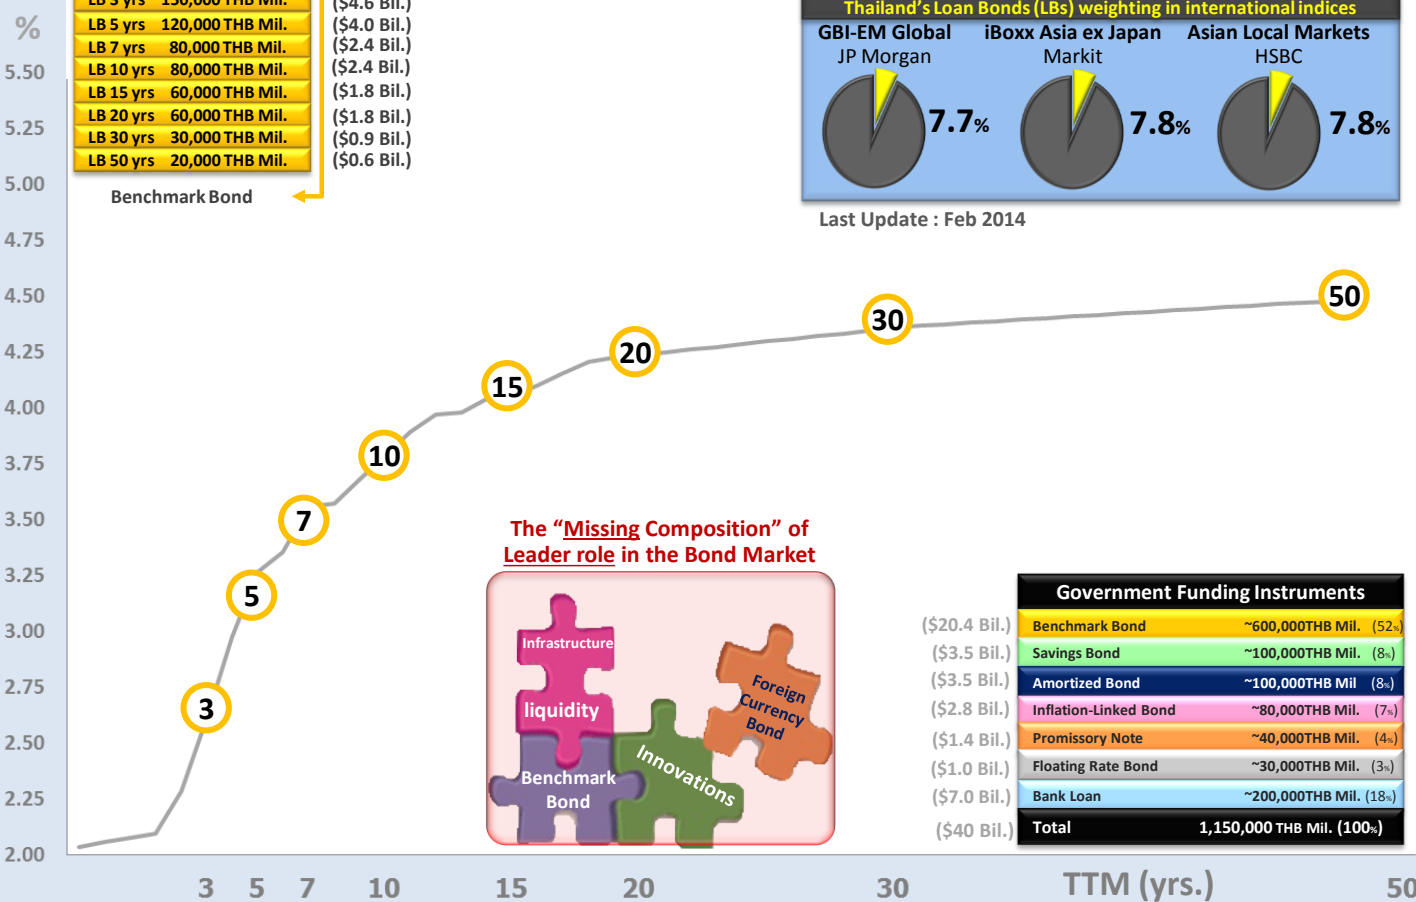 LB 3 yrs 150,000 THB Mil. ($4.6 Bil.)
LB 5 yrs 120,000 THB Mil. ($4.0 Bil.)
LB 7 yrs 80,000 THB Mil. ($2.4 Bil.)
LB 10 yrs 80,000 THB Mil. ($2.4 Bil.)
LB 15 yrs 60,000 THB Mil. ($1.8 Bil.)
LB 20 yrs 60,000 THB Mil. ($1.8 Bil.)
LB 30 yrs 30,000 THB Mil. ($0.9 Bil.)
LB 50 yrs 20,000 THB Mil. ($0.6 Bil.)
Benchmark Bond
Thailand's Loan Bonds (LBs) weighting in international indices
GBI-EM Global iBoxx Asia ex Japan Asian Local Markets
JP Morgan Markit HSBC
7.7% 7.8% 7.8%
Last Update : Feb 2014
%
5.50
5.25
5.00
4.75
4.50
4.25
4.00
3.75
3.50
3.25
3.00
2.75
2.50
2.25
2.00
50
30
20
15
10
7
5
3
The “Missing Composition” of
Leader role in the Bond Market
Infrastructure
liquidity
Benchmark
Bond
Innovations
Foreign
Currency
Bond
Government Funding Instruments
($20.4 Bil.) Benchmark Bond ~600,000THB Mil. (52%)
($3.5 Bil.) Savings Bond ~100,000THB Mil. (8%)
($3.5 Bil.) Amortized Bond ~100,000THB Mil (8%)
($2.8 Bil.) Inflation-Linked Bond ~80,000THB Mil. (7%)
($1.4 Bil.) Promissory Note ~40,000THB Mil. (4%)
($1.0 Bil.) Floating Rate Bond ~30,000THB Mil. (3%)
($7.0 Bil.) Bank Loan ~200,000THB Mil. (18%)
($40 Bil.) Total 1,150,000 THB Mil. (100%)
3 5 7 10 15 20 30 TTM (yrs.) 50